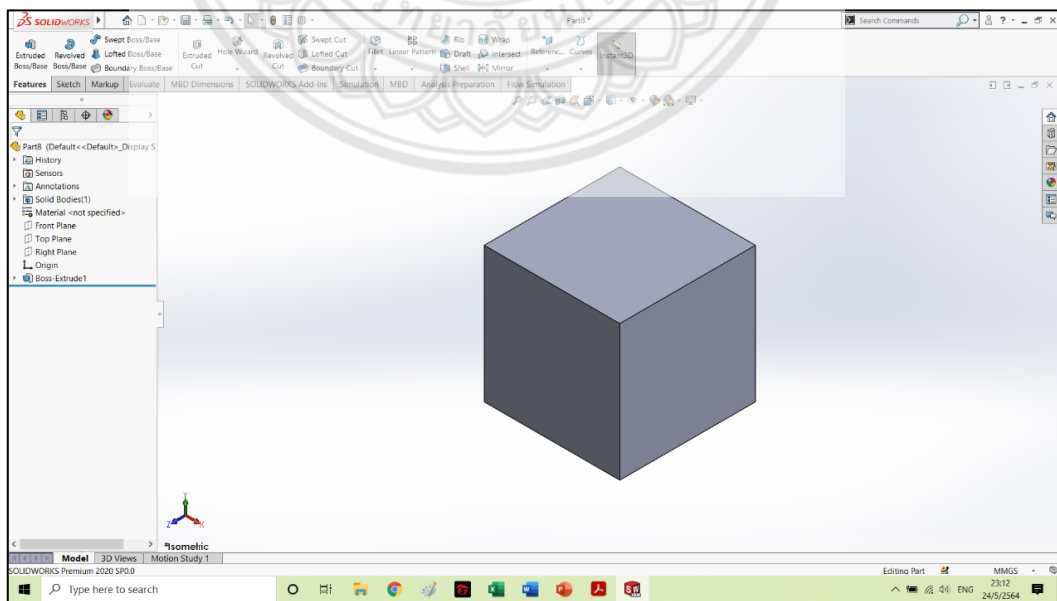 SOLIDWORKS
Part8 *
Search Commands
Extruded Boss/Base
Revolved Boss/Base
Swept Boss/Base
Lofted Boss/Base
Boundary Boss/Base
Extruded Cut
Hole Wizard
Revolved Cut
Swept Cut
Lofted Cut
Boundary Cut
Fillet
Linear Pattern
Rib
Draft
Shell
Wrap
Intersect
Mirror
Referenc...
Curves
Instant3D
Features Sketch Markup Evaluate MBD Dimensions SOLIDWORKS Add-Ins Simulation MBD Analysis Preparation Flow Simulation
Part8 (Default<<Default>_Display S
History
Sensors
Annotations
Solid Bodies(1)
Material <not specified>
Front Plane
Top Plane
Right Plane
Origin
Boss-Extrude1
Y
Z X
*Isometric
Model 3D Views Motion Study 1
SOLIDWORKS Premium 2020 SP0.0
Editing Part MMGS
Type here to search
ENG
23:12
24/5/2564